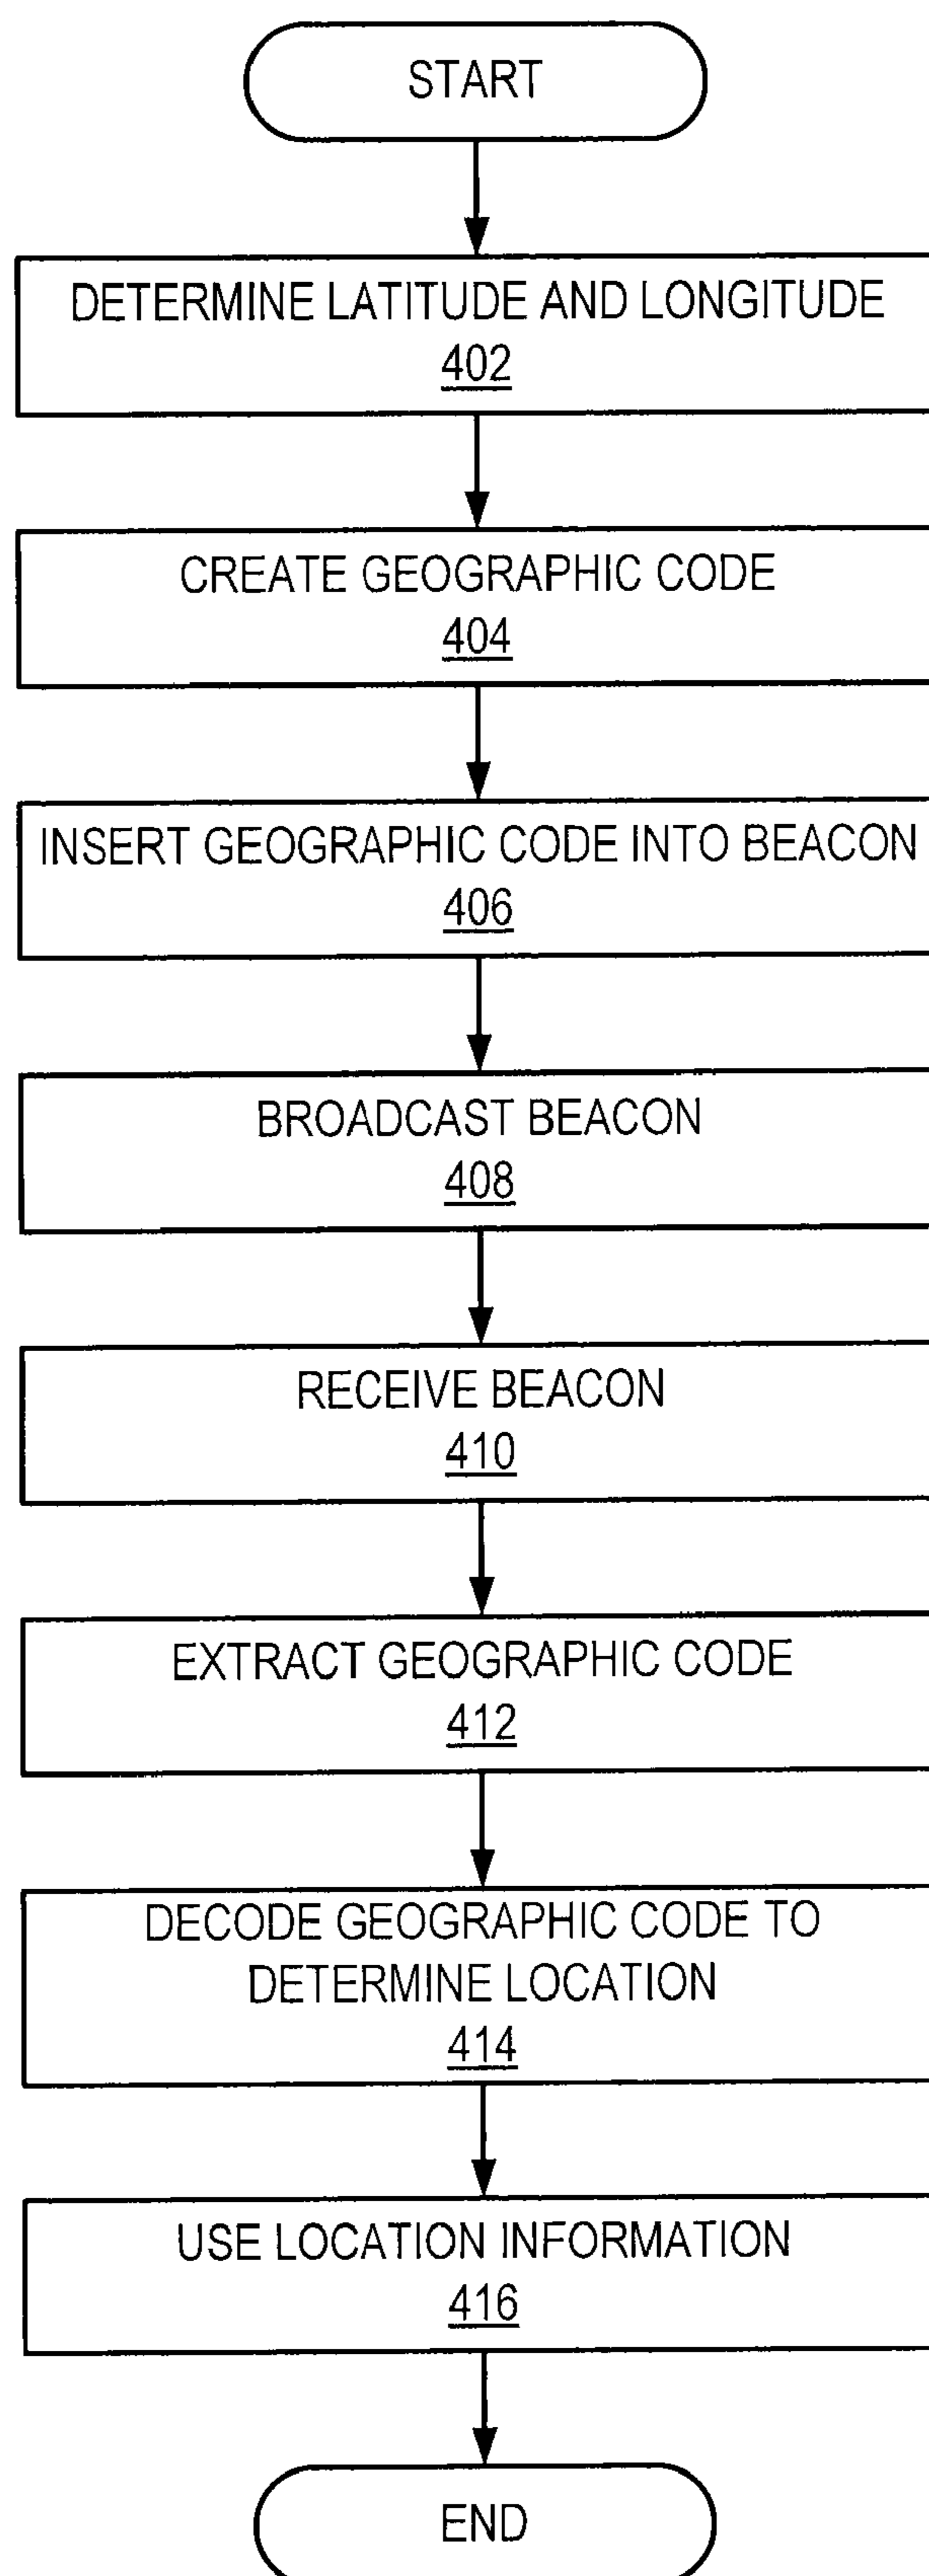 START
DETERMINE LATITUDE AND LONGITUDE
402
CREATE GEOGRAPHIC CODE
404
INSERT GEOGRAPHIC CODE INTO BEACON
406
BROADCAST BEACON
408
RECEIVE BEACON
410
EXTRACT GEOGRAPHIC CODE
412
DECODE GEOGRAPHIC CODE TO
DETERMINE LOCATION
414
USE LOCATION INFORMATION
416
END